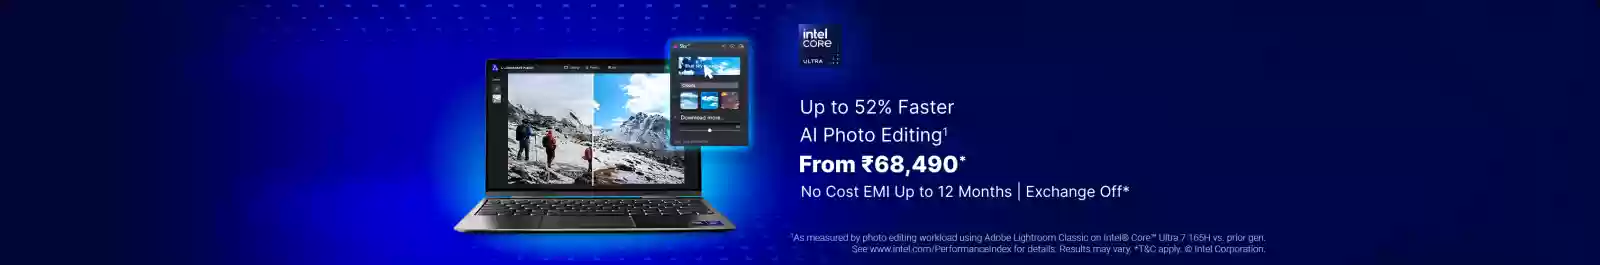 intel
CORE
ULTRA
Sky
Clouds
Download more...
Up to 52% Faster
AI Photo Editing¹
From ₹68,490*
No Cost EMI Up to 12 Months | Exchange Off*
¹As measured by photo editing workload using Adobe Lightroom Classic on Intel® Core™ Ultra 7 165H vs. prior gen.
See www.intel.com/PerformanceIndex for details. Results may vary. *T&C apply. © Intel Corporation.